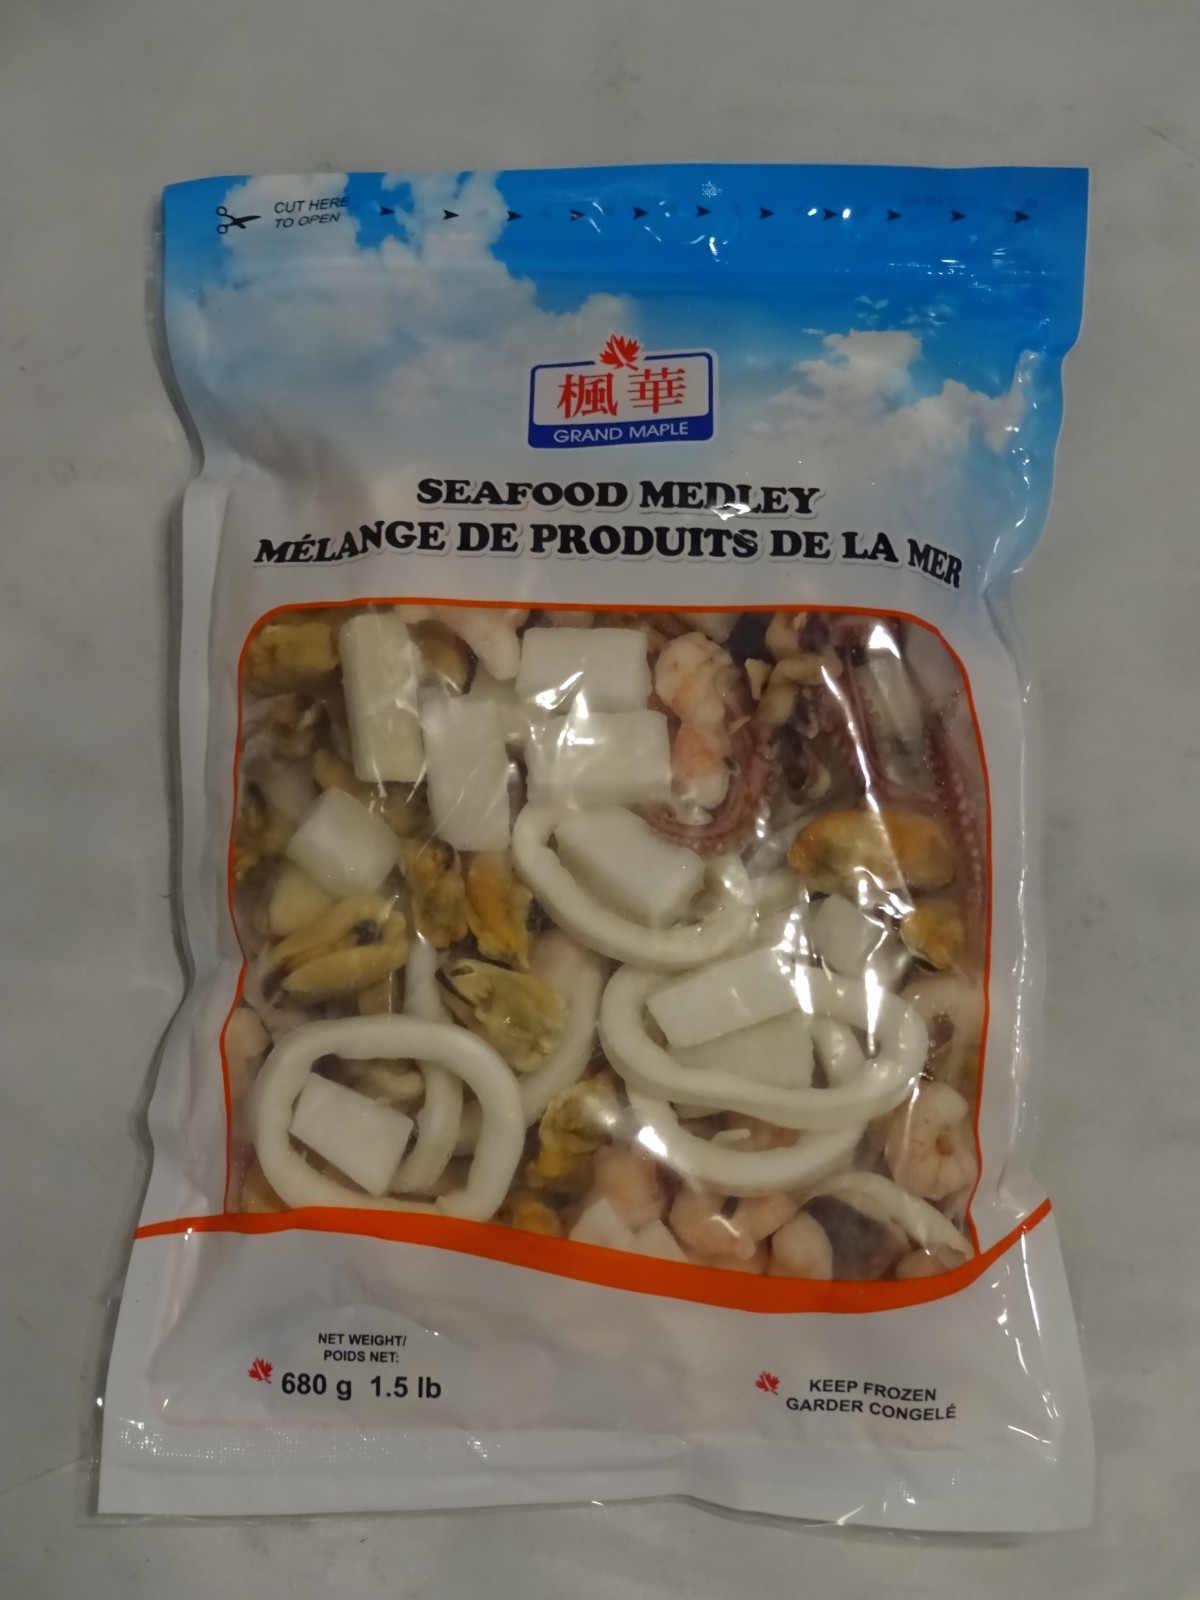 CUT HERE
TO OPEN
楓華
GRAND MAPLE
SEAFOOD MEDLEY
MÉLANGE DE PRODUITS DE LA MER
NET WEIGHT/
POIDS NET:
680 g 1.5 lb
KEEP FROZEN
GARDER CONGELÉ